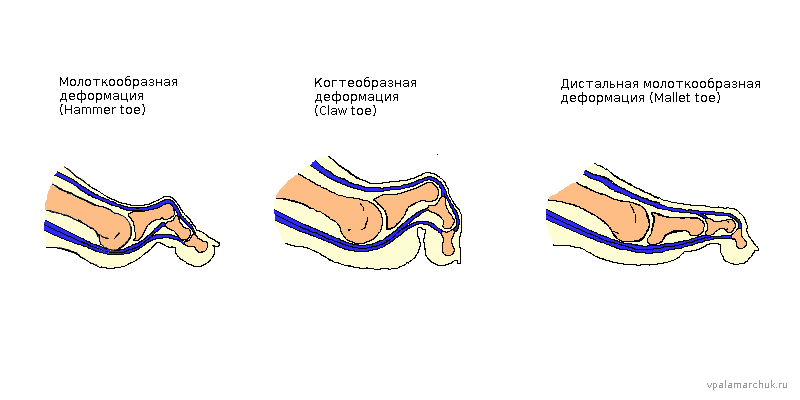 Молоткообразная
деформация
(Hammer toe)
Когтеобразная
деформация
(Claw toe)
Дистальная молоткообразная
деформация (Mallet toe)
vpalamarchuk.ru